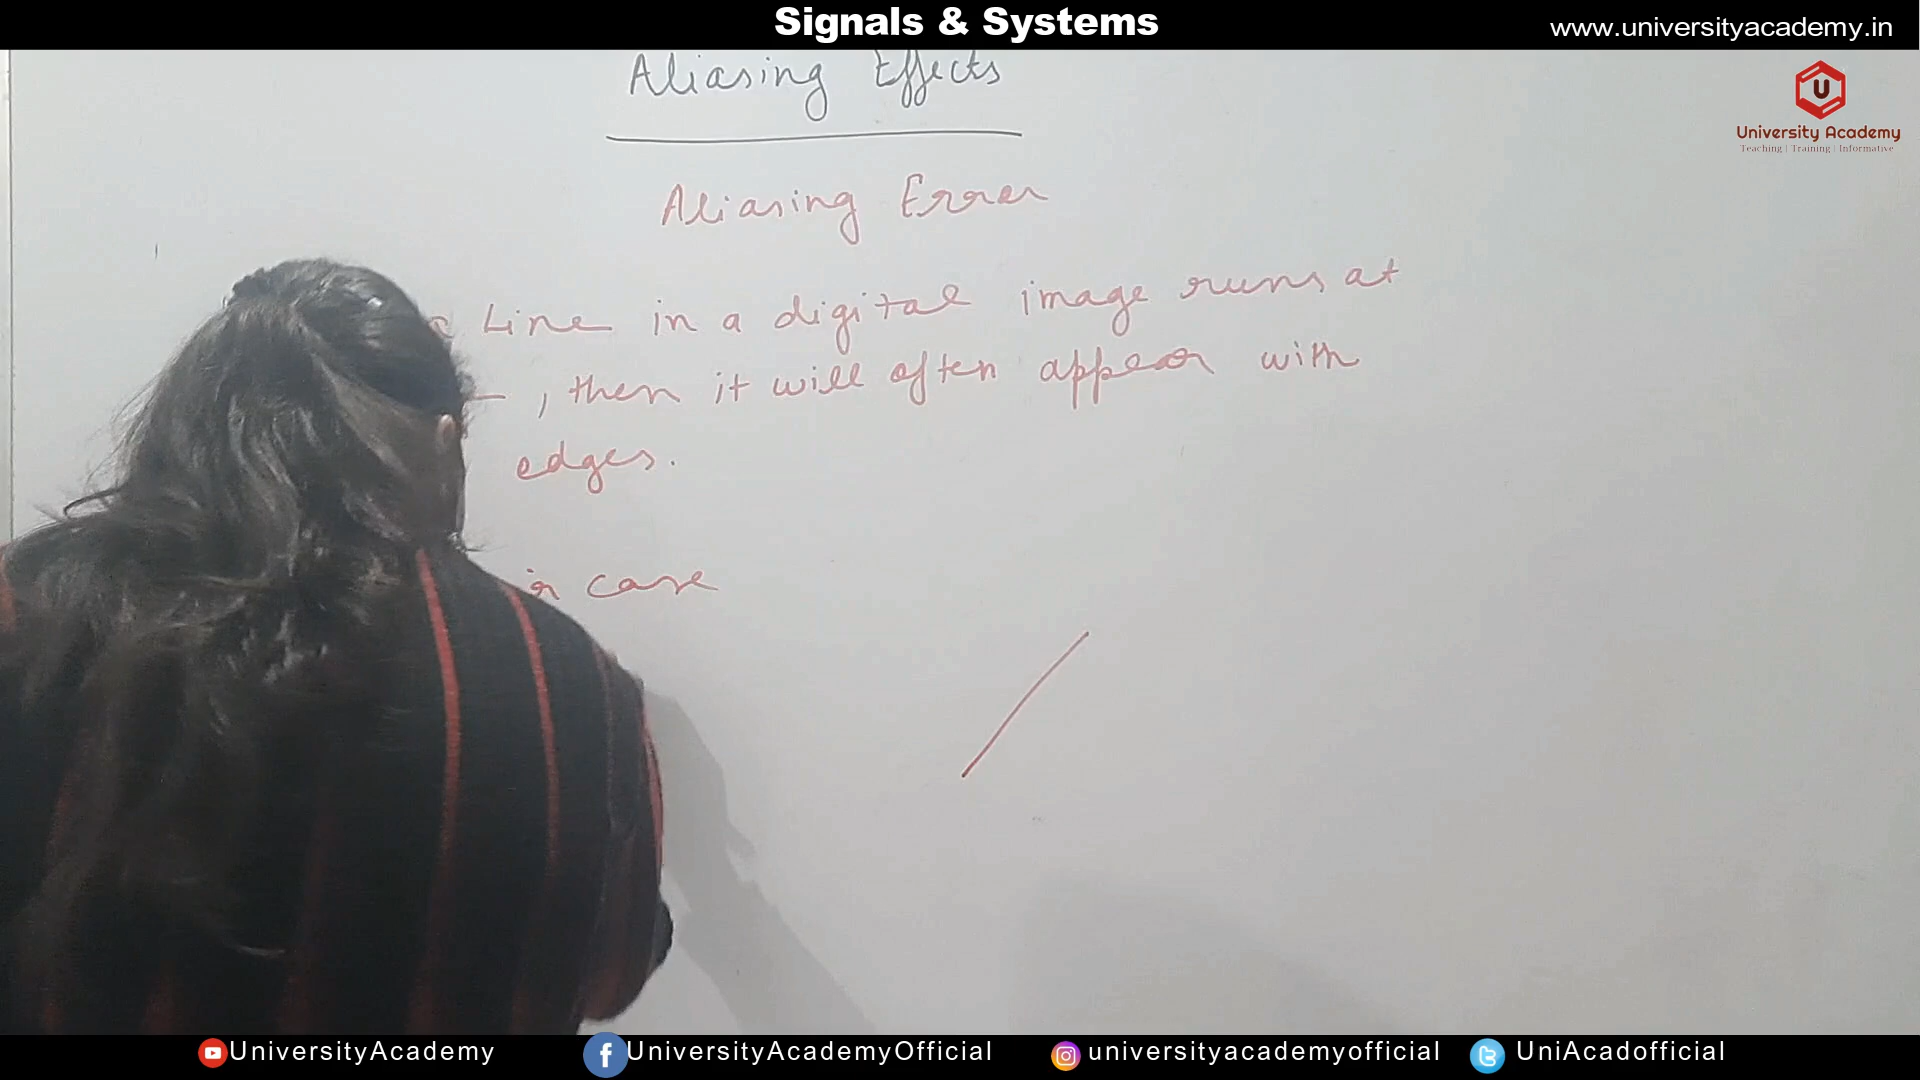 Signals & Systems
www.universityacademy.in
U
University Academy
Teaching | Training | Informative
Aliasing Effects
Aliasing Error
a Line in a digital image runs at
, then it will often appear with
edges.
in case
UniversityAcademy
UniversityAcademyOfficial
universityacademyofficial
UniAcadofficial